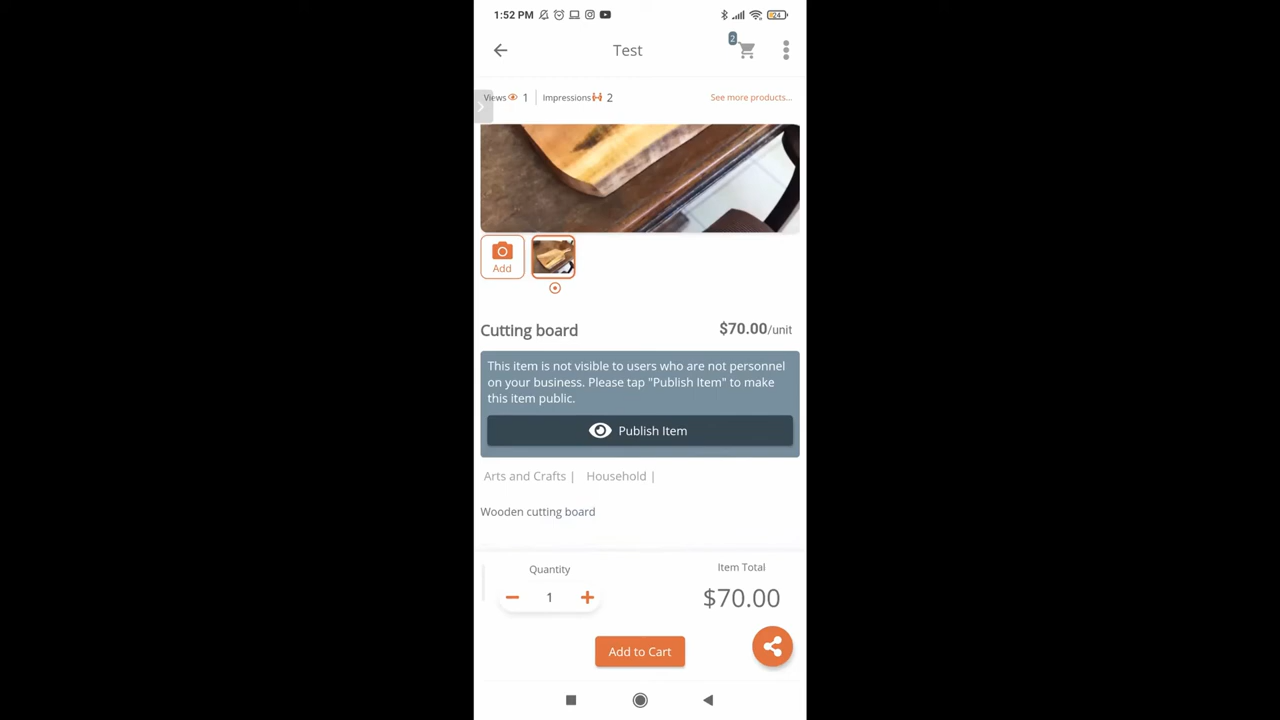 1:52 PM 24
Test 2
Views 1 Impressions 2 See more products...
Add
Cutting board $70.00/unit
This item is not visible to users who are not personnel
on your business. Please tap "Publish Item" to make
this item public.
Publish Item
Arts and Crafts | Household |
Wooden cutting board
Quantity Item Total
1 $70.00
Add to Cart